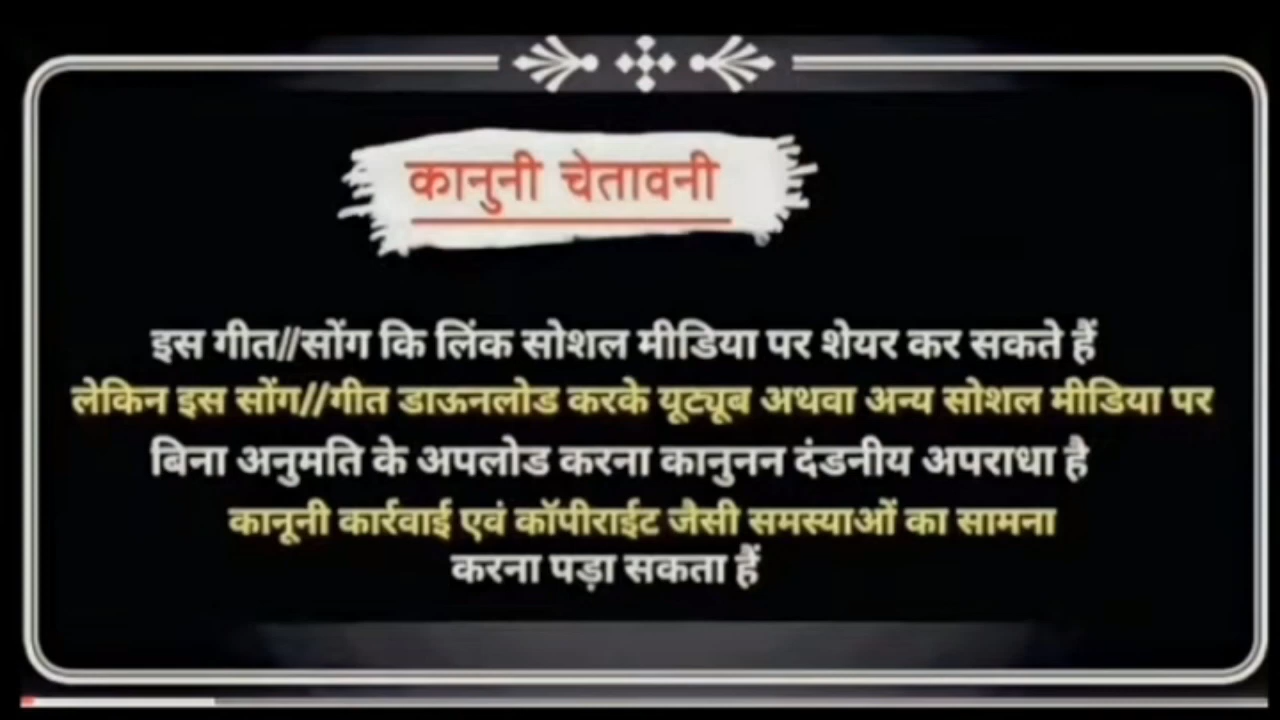 कानुनी चेतावनी
इस गीत//सोंग कि लिंक सोशल मीडिया पर शेयर कर सकते हैं
लेकिन इस सोंग//गीत डाऊनलोड करके यूट्यूब अथवा अन्य सोशल मीडिया पर
बिना अनुमति के अपलोड करना कानुनन दंडनीय अपराधा है
कानूनी कार्रवाई एवं कॉपीराईट जैसी समस्याओं का सामना
करना पड़ा सकता हैं